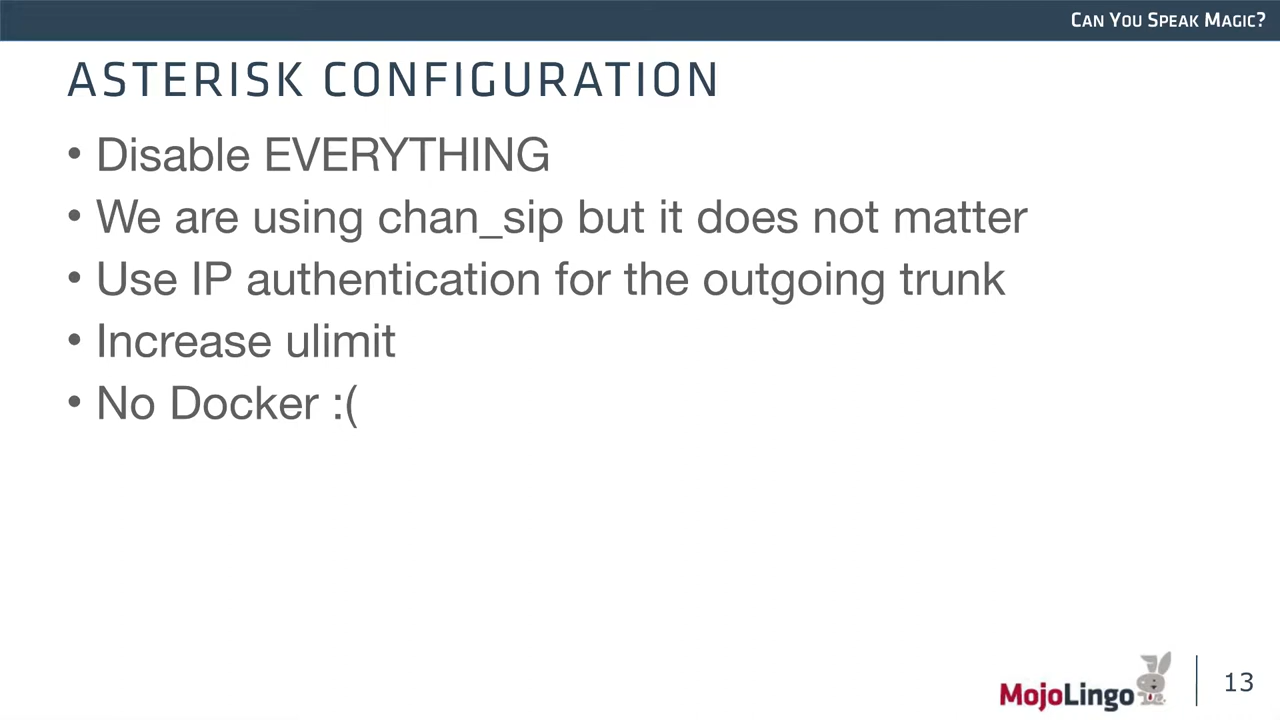 CAN YOU SPEAK MAGIC?
ASTERISK CONFIGURATION
• Disable EVERYTHING
• We are using chan_sip but it does not matter
• Use IP authentication for the outgoing trunk
• Increase ulimit
• No Docker :(
MojoLingo
13